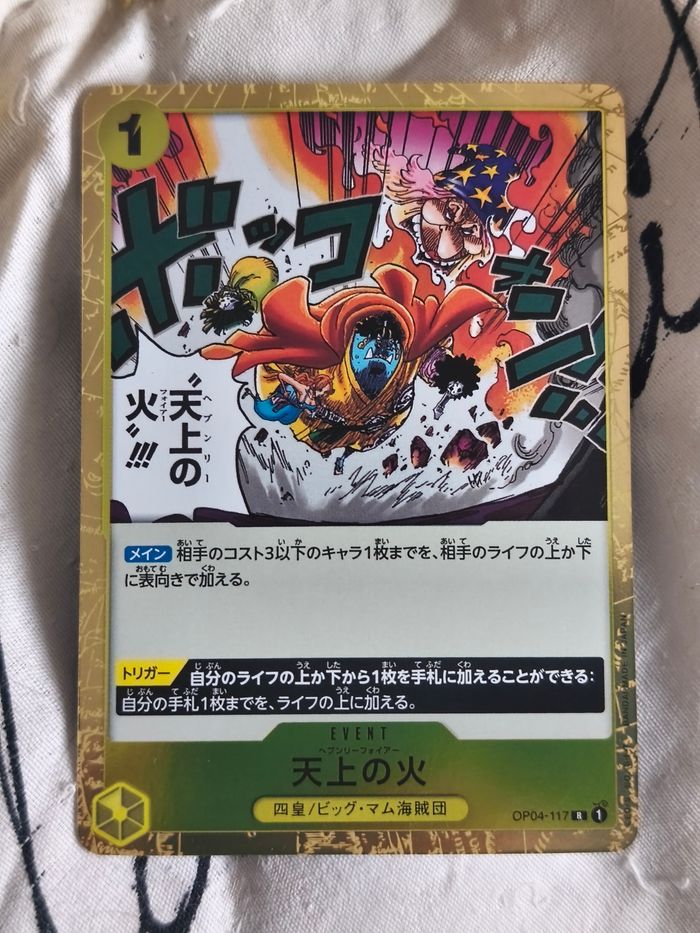 1
ボッコオンッ
〝天上の
ヘブンリー
火〟!!!
フォイアー
メイン 相手のコスト3以下のキャラ1枚までを、相手のライフの上か下
に表向きで加える。
トリガー 自分のライフの上か下から1枚を手札に加えることができる:
自分の手札1枚までを、ライフの上に加える。
EVENT
ヘブンリーフォイアー
天上の火
四皇/ビッグ・マム海賊団
OP04-117 R 1
MADE IN JAPAN